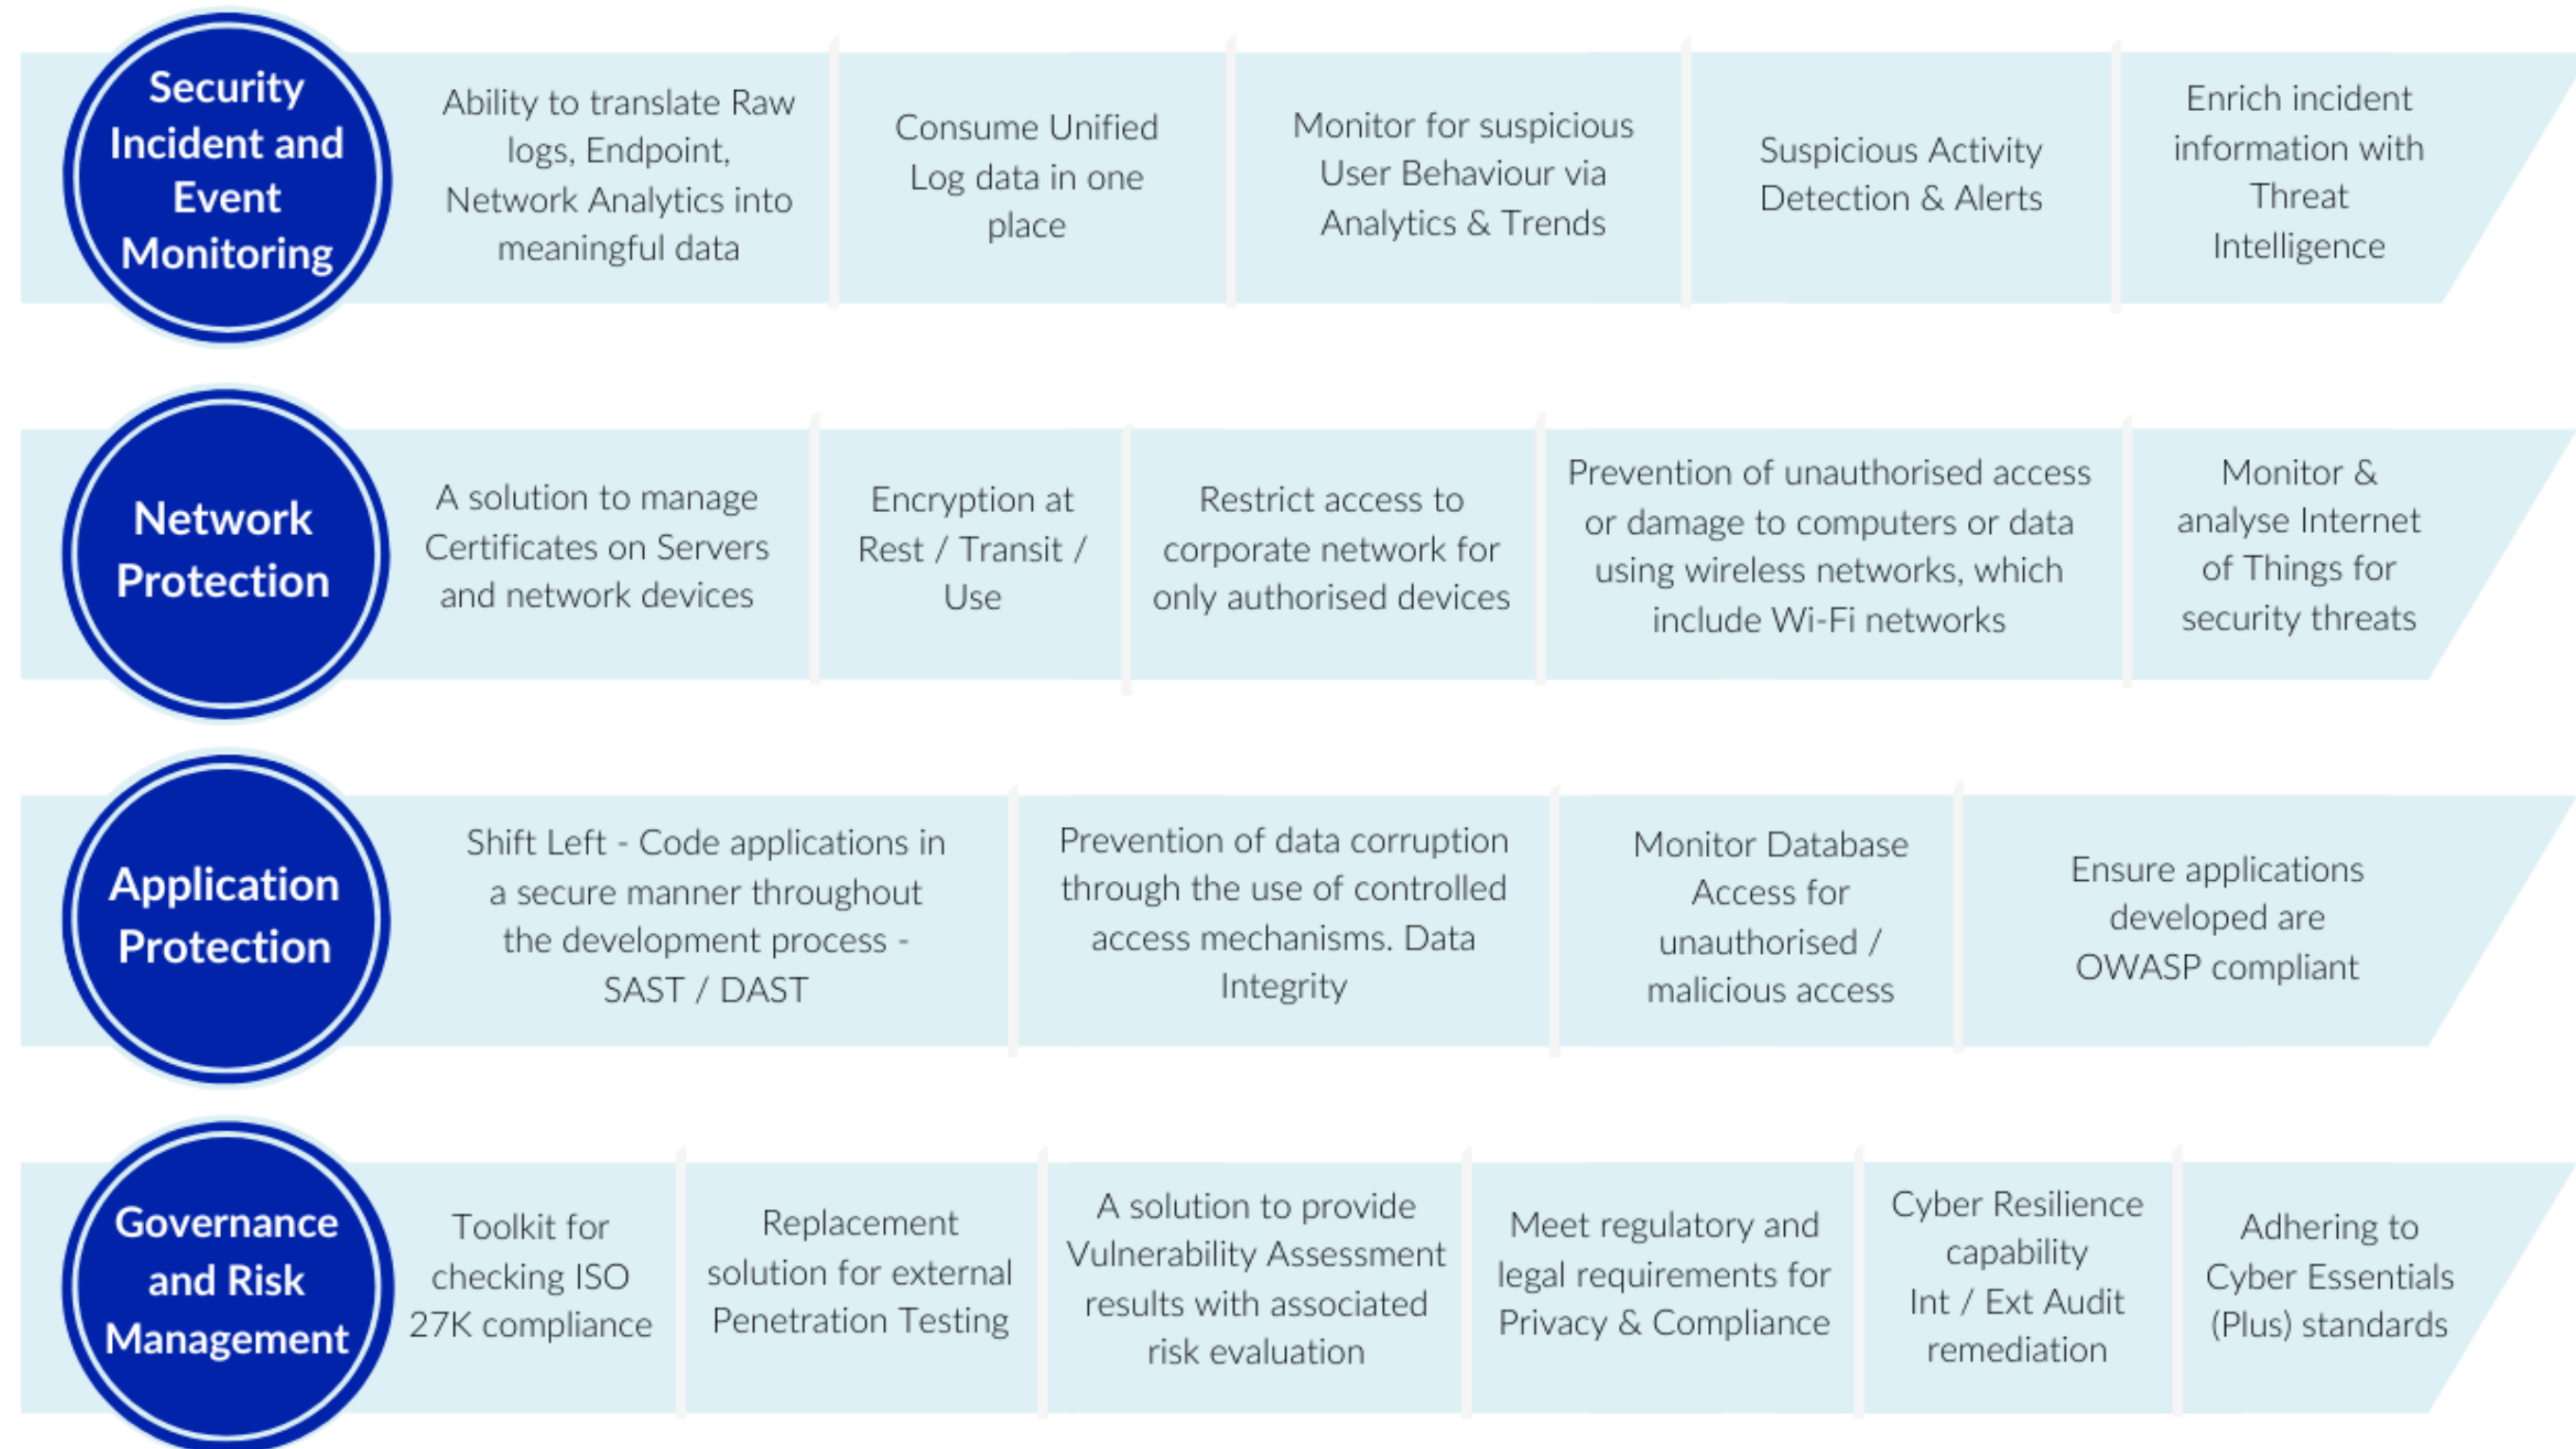 Security
Incident and
Event
Monitoring
Ability to translate Raw
logs, Endpoint,
Network Analytics into
meaningful data
Consume Unified
Log data in one
place
Monitor for suspicious
User Behaviour via
Analytics & Trends
Suspicious Activity
Detection & Alerts
Enrich incident
information with
Threat
Intelligence
Network
Protection
A solution to manage
Certificates on Servers
and network devices
Encryption at
Rest / Transit /
Use
Restrict access to
corporate network for
only authorised devices
Prevention of unauthorised access
or damage to computers or data
using wireless networks, which
include Wi-Fi networks
Monitor &
analyse Internet
of Things for
security threats
Application
Protection
Shift Left - Code applications in
a secure manner throughout
the development process -
SAST / DAST
Prevention of data corruption
through the use of controlled
access mechanisms. Data
Integrity
Monitor Database
Access for
unauthorised /
malicious access
Ensure applications
developed are
OWASP compliant
Governance
and Risk
Management
Toolkit for
checking ISO
27K compliance
Replacement
solution for external
Penetration Testing
A solution to provide
Vulnerability Assessment
results with associated
risk evaluation
Meet regulatory and
legal requirements for
Privacy & Compliance
Cyber Resilience
capability
Int / Ext Audit
remediation
Adhering to
Cyber Essentials
(Plus) standards